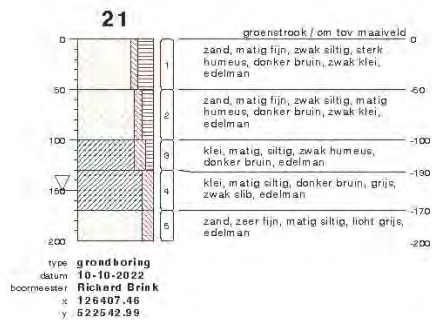 21
groenstrook / om tov maaiveld
0
0
1
zand, matig fijn, zwak siltig, sterk
humeus, donker bruin, zwak klei,
edelman
50
-50
2
zand, matig fijn, zwak siltig, matig
humeus, donker bruin, zwak klei,
edelman
100
-100
3
klei, matig, siltig, zwak humeus,
donker bruin, edelman
-130
4
klei, matig siltig, donker bruin, grijs,
zwak slib, edelman
150
-170
5
zand, zeer fijn, matig siltig, licht grijs,
edelman
200
-200
type grondboring
datum 10-10-2022
boormeester Richard Brink
x 126407.46
y 522542.99